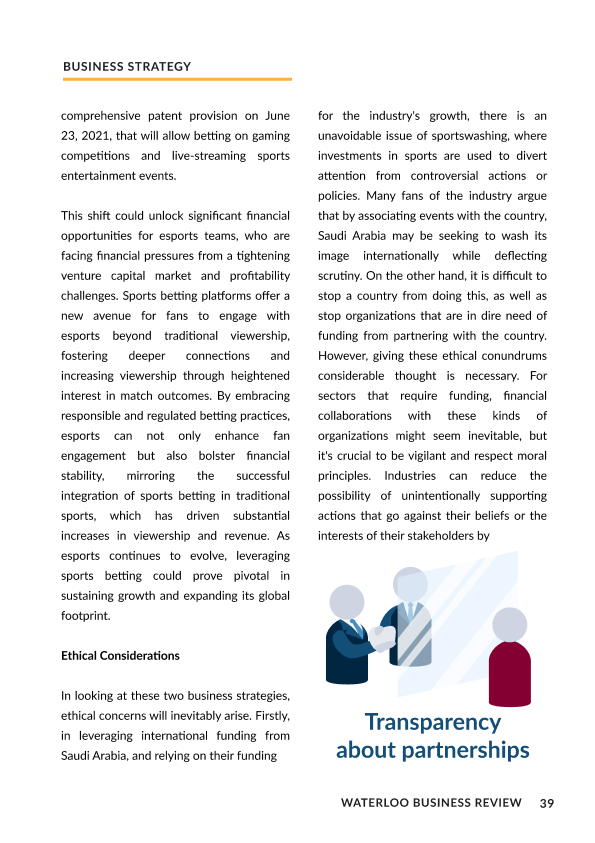 BUSINESS STRATEGY
comprehensive patent provision on June
23, 2021, that will allow betting on gaming
competitions and live-streaming sports
entertainment events.
This shift could unlock significant financial
opportunities for esports teams, who are
facing financial pressures from a tightening
venture capital market and profitability
challenges. Sports betting platforms offer a
new avenue for fans to engage with
esports beyond traditional viewership,
fostering deeper connections and
increasing viewership through heightened
interest in match outcomes. By embracing
responsible and regulated betting practices,
esports can not only enhance fan
engagement but also bolster financial
stability, mirroring the successful
integration of sports betting in traditional
sports, which has driven substantial
increases in viewership and revenue. As
esports continues to evolve, leveraging
sports betting could prove pivotal in
sustaining growth and expanding its global
footprint.
Ethical Considerations
In looking at these two business strategies,
ethical concerns will inevitably arise. Firstly,
in leveraging international funding from
Saudi Arabia, and relying on their funding
for the industry's growth, there is an
unavoidable issue of sportswashing, where
investments in sports are used to divert
attention from controversial actions or
policies. Many fans of the industry argue
that by associating events with the country,
Saudi Arabia may be seeking to wash its
image internationally while deflecting
scrutiny. On the other hand, it is difficult to
stop a country from doing this, as well as
stop organizations that are in dire need of
funding from partnering with the country.
However, giving these ethical conundrums
considerable thought is necessary. For
sectors that require funding, financial
collaborations with these kinds of
organizations might seem inevitable, but
it's crucial to be vigilant and respect moral
principles. Industries can reduce the
possibility of unintentionally supporting
actions that go against their beliefs or the
interests of their stakeholders by
Transparency
about partnerships
WATERLOO BUSINESS REVIEW 39